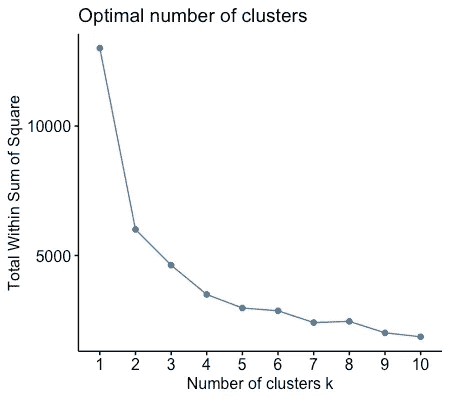 Optimal number of clusters
Total Within Sum of Square
10000
5000
1 2 3 4 5 6 7 8 9 10
Number of clusters k